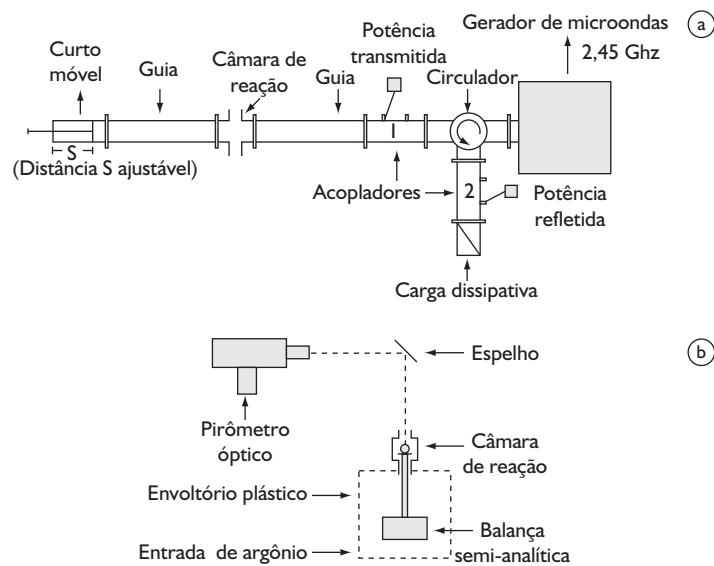 Gerador de microondas
a
2,45 Ghz
Potência
transmitida
Curto
móvel
Guia
Câmara de
reação
Guia
Circulador
1
S
(Distância S ajustável)
Acopladores
2
Potência
refletida
Carga dissipativa
b
Espelho
Pirômetro
óptico
Câmara
de reação
Envoltório plástico
Balança
semi-analítica
Entrada de argônio